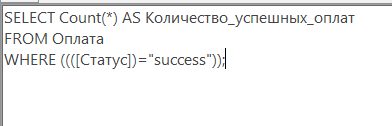 SELECT Count(*) AS Количество_успешных_оплат
FROM Оплата
WHERE ((([Статус])="success"));